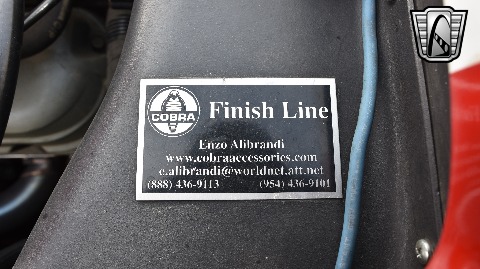 COBRA
Finish Line
Enzo Alibrandi
www.cobraaccessories.com
e.alibrandi@worldnet.att.net
(888) 436-9113 (954) 436-9101